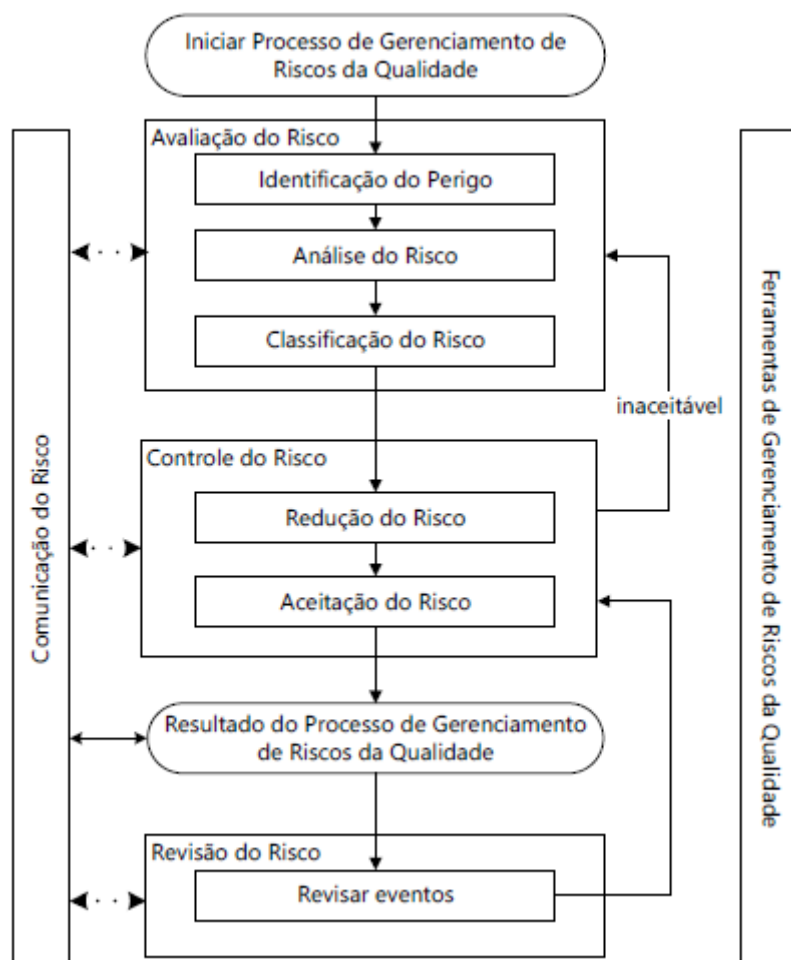 Iniciar Processo de Gerenciamento de
Riscos da Qualidade
Avaliação do Risco
Identificação do Perigo
Análise do Risco
Classificação do Risco
inaceitável
Controle do Risco
Redução do Risco
Aceitação do Risco
Resultado do Processo de Gerenciamento
de Riscos da Qualidade
Revisão do Risco
Revisar eventos
Comunicação do Risco
Ferramentas de Gerenciamento de Riscos da Qualidade